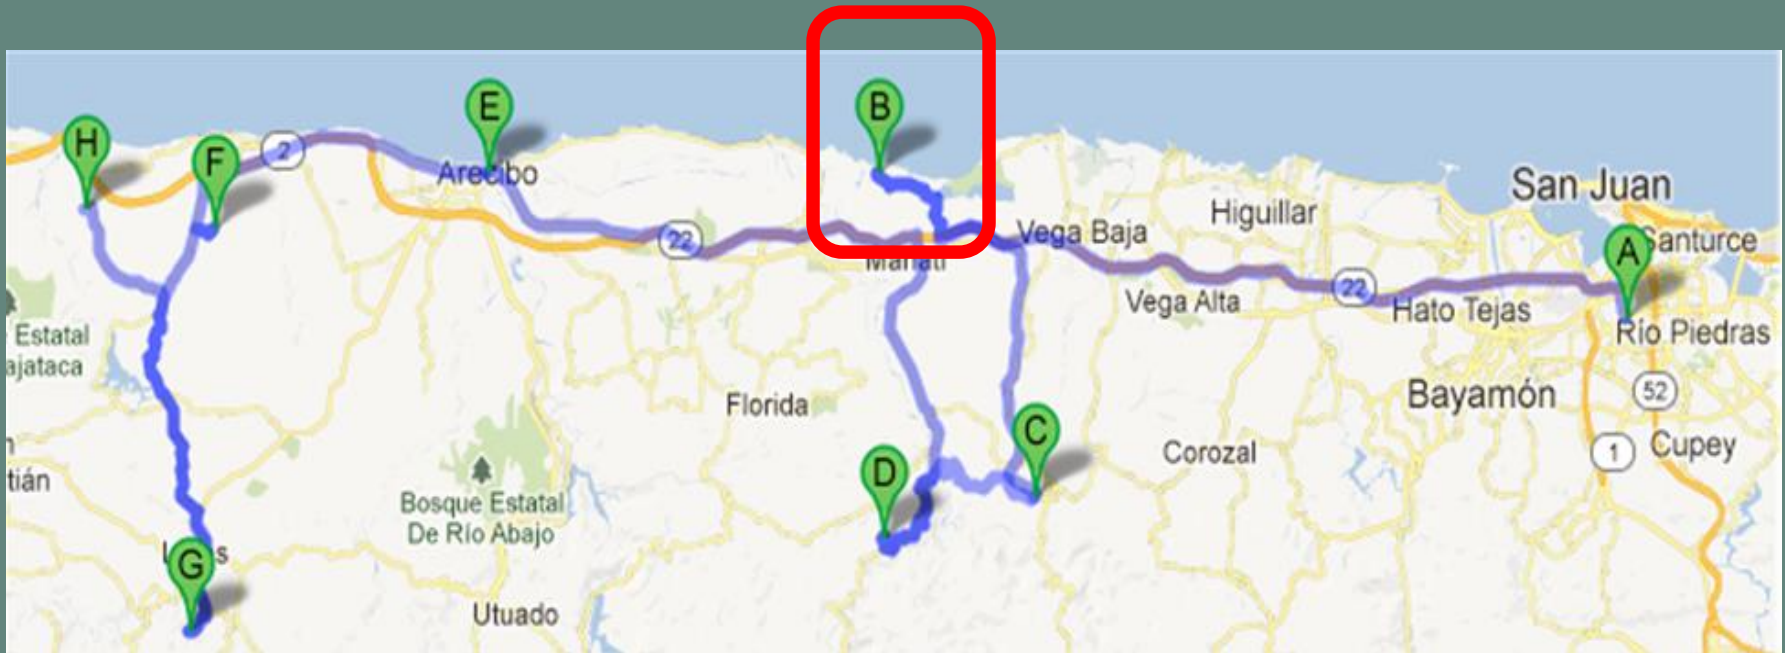 B
E
H
F
2
Arecibo
San Juan
Higuillar
22
Vega Baja
Santurce
A
Manatí
Vega Alta
22
Hato Tejas
Río Piedras
Estatal
ajataca
Florida
Bayamón
52
C
D
Corozal
1
Cupey
tián
Bosque Estatal
De Río Abajo
G
Utuado